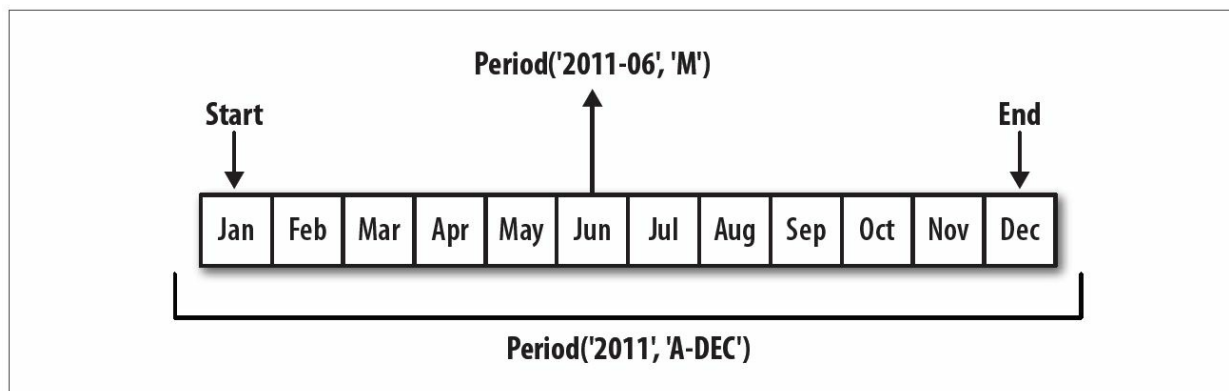 Period('2011-06', 'M')
Start End
Jan Feb Mar Apr May Jun Jul Aug Sep Oct Nov Dec
Period('2011', 'A-DEC')